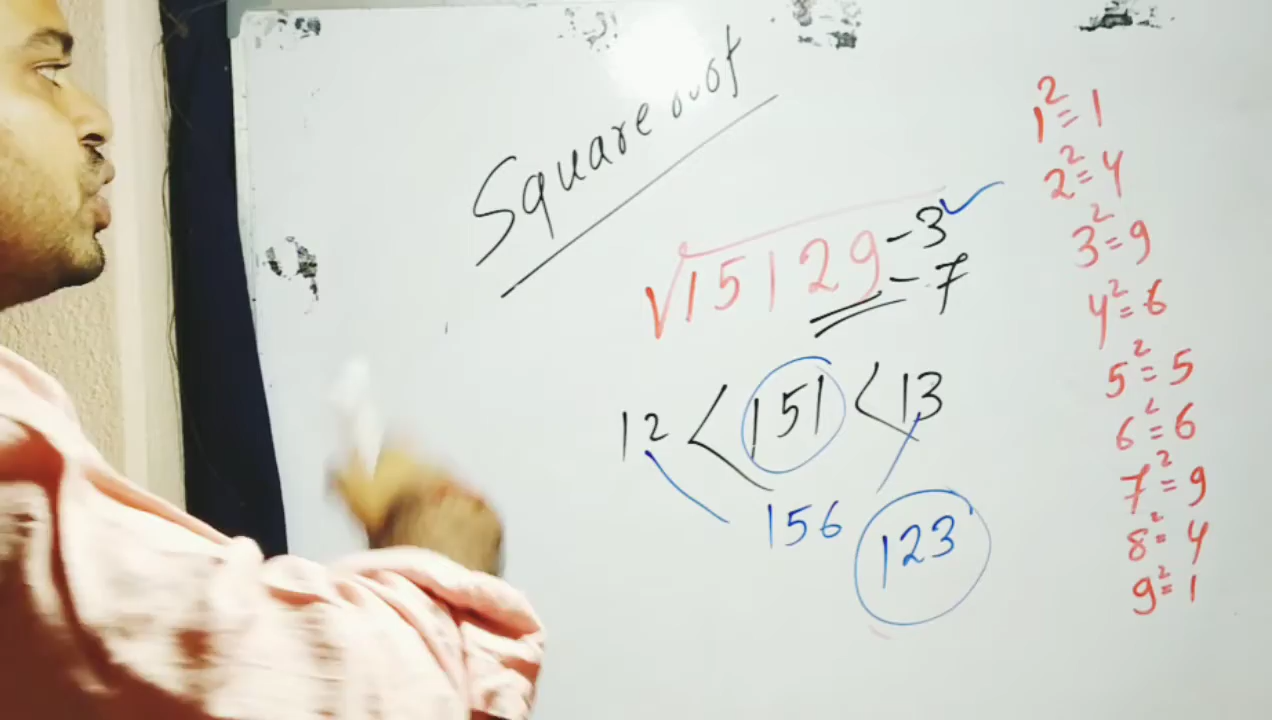 Square root
√15129 - 3 ✓
- 7
12 < 151 < 13
156 123
1² = 1
2² = 4
3² = 9
4² = 6
5² = 5
6² = 6
7² = 9
8² = 4
9² = 1